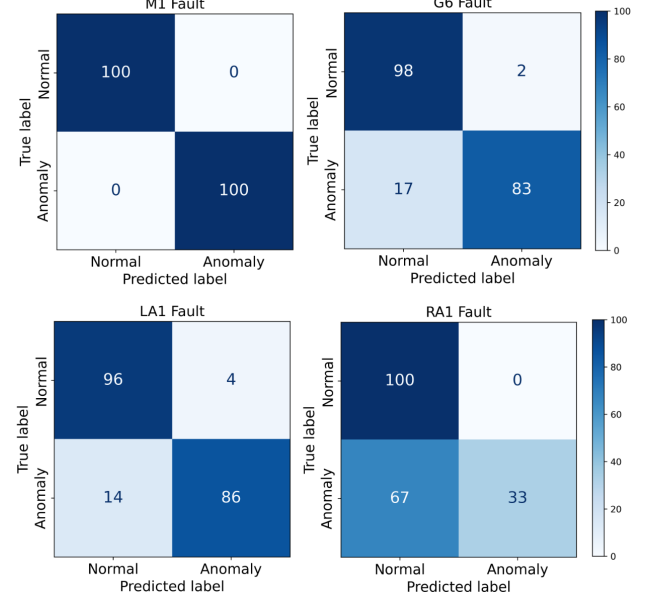 M1 Fault
G6 Fault
True label
Normal
Anomaly
100 0
0 100
Normal Anomaly
Predicted label
True label
Normal
Anomaly
98 2
17 83
Normal Anomaly
Predicted label
100
80
60
40
20
0
LA1 Fault
RA1 Fault
True label
Normal
Anomaly
96 4
14 86
Normal Anomaly
Predicted label
True label
Normal
Anomaly
100 0
67 33
Normal Anomaly
Predicted label
100
80
60
40
20
0